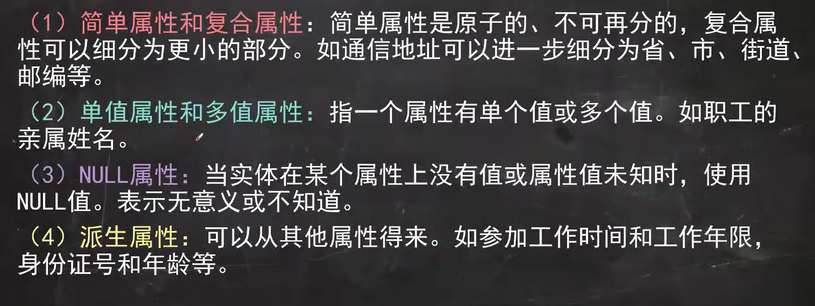 （1）简单属性和复合属性：简单属性是原子的、不可再分的，复合属
性可以细分为更小的部分。如通信地址可以进一步细分为省、市、街道、
邮编等。
（2）单值属性和多值属性：指一个属性有单个值或多个值。如职工的
亲属姓名。
（3）NULL属性：当实体在某个属性上没有值或属性值未知时，使用
NULL值。表示无意义或不知道。
（4）派生属性：可以从其他属性得来。如参加工作时间和工作年限，
身份证号和年龄等。